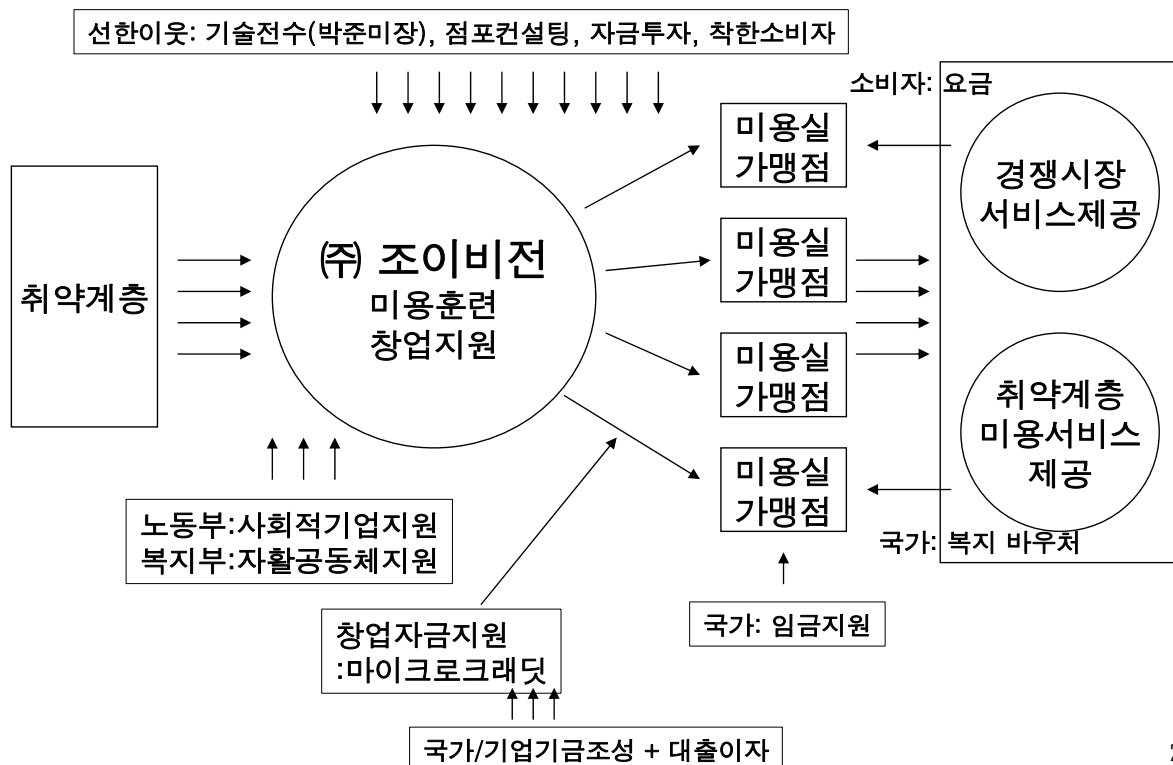 선한이웃: 기술전수(박준미장), 점포컨설팅, 자금투자, 착한소비자
소비자: 요금
미용실
가맹점
경쟁시장
서비스제공
취약계층
㈜ 조이비전
미용훈련
창업지원
미용실
가맹점
미용실
가맹점
취약계층
미용서비스
제공
미용실
가맹점
국가: 복지 바우처
노동부:사회적기업지원
복지부:자활공동체지원
국가: 임금지원
창업자금지원
:마이크로크래딧
국가/기업기금조성 + 대출이자